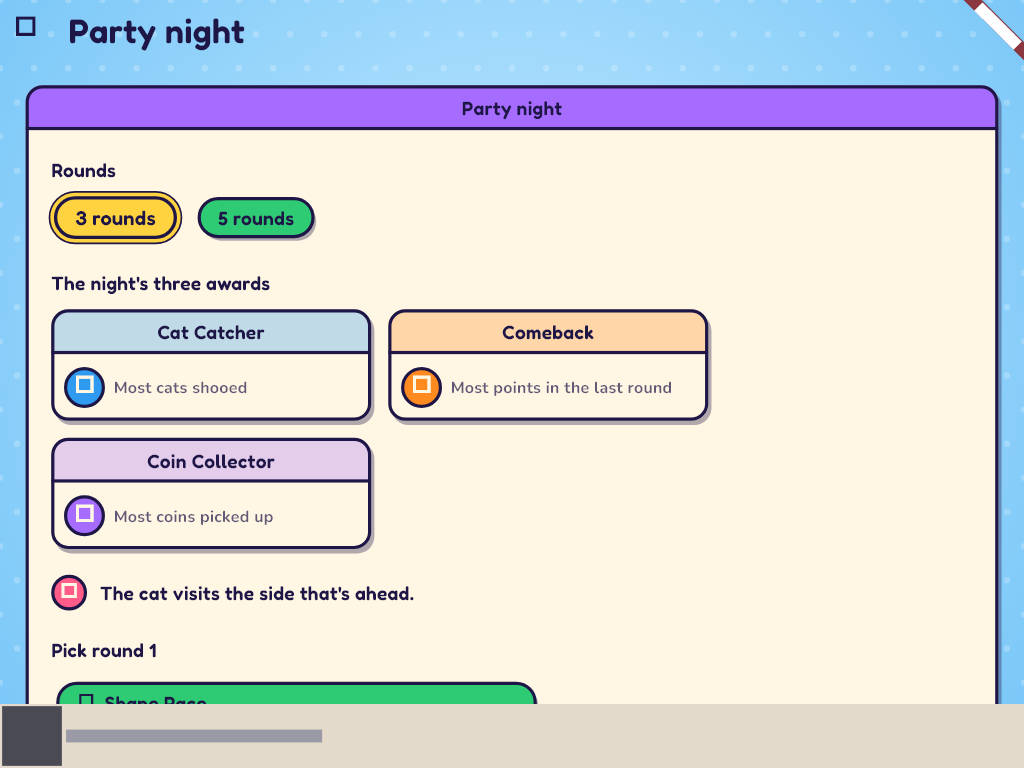 Party night
Party night
Rounds
3 rounds
5 rounds
The night's three awards
Cat Catcher
Comeback
Most cats shooed
Most points in the last round
Coin Collector
Most coins picked up
The cat visits the side that's ahead.
Pick round 1
Shape Race